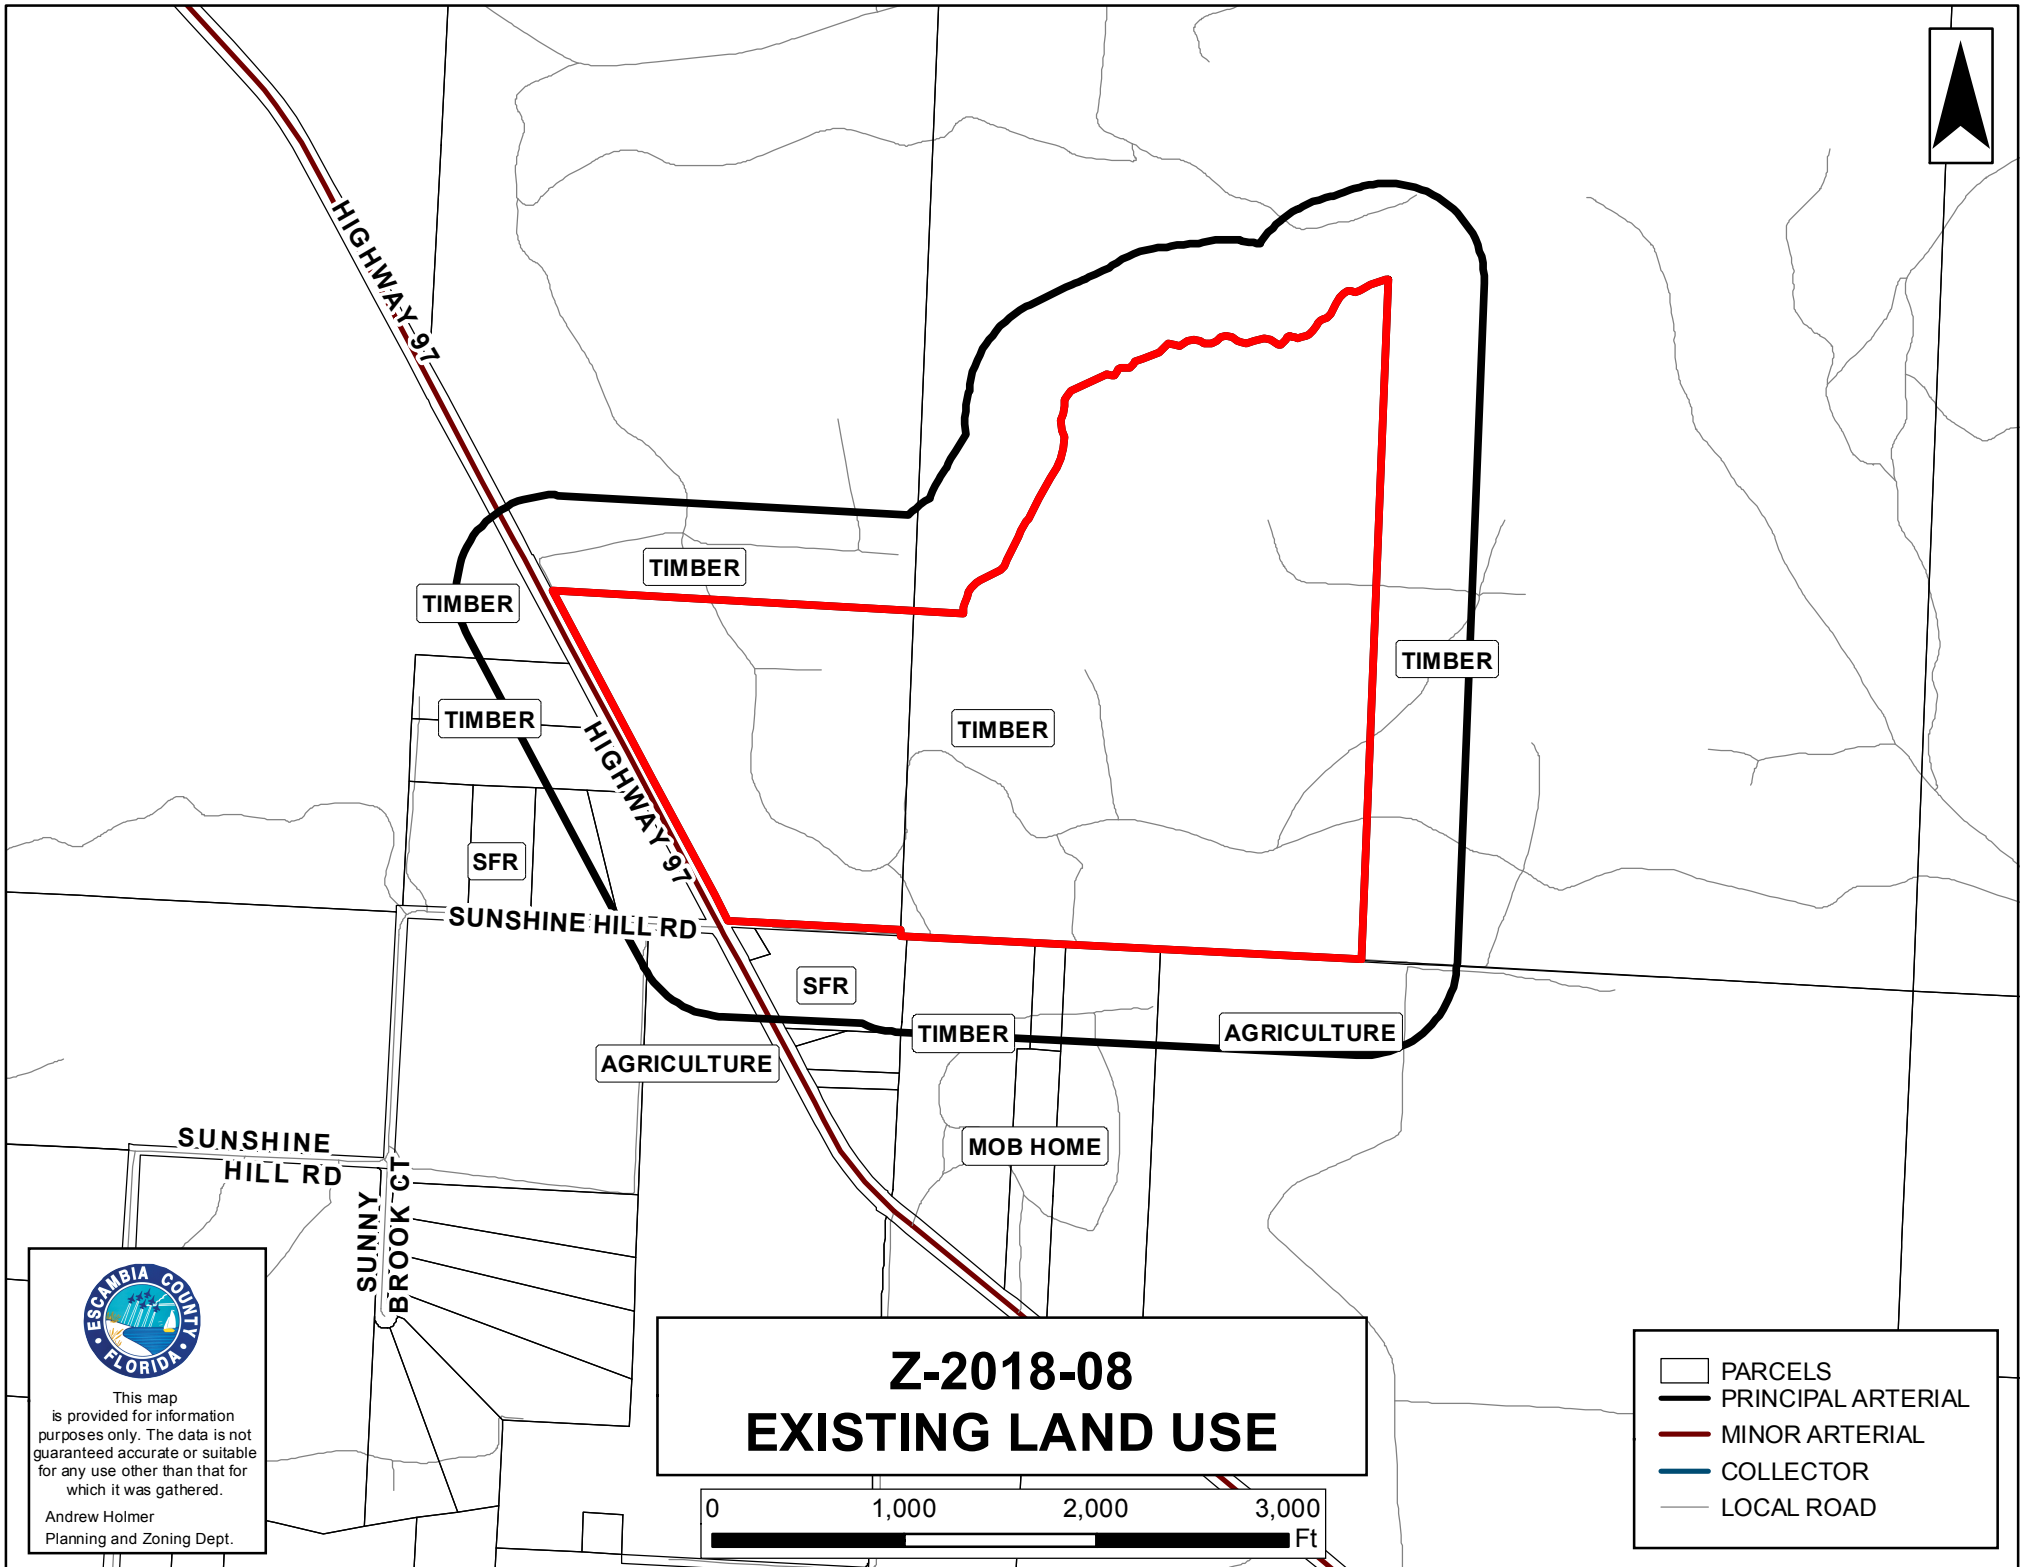 HIGHWAY 97
TIMBER
TIMBER
TIMBER
TIMBER
TIMBER
HIGHWAY 97
SFR
SUNSHINE HILL RD
SFR
TIMBER
AGRICULTURE
AGRICULTURE
MOB HOME
SUNSHINE
HILL RD
SUNNY
BROOK CT
ESCAMBIA COUNTY
FLORIDA
This map
is provided for information
purposes only. The data is not
guaranteed accurate or suitable
for any use other than that for
which it was gathered.
Andrew Holmer
Planning and Zoning Dept.
Z-2018-08
EXISTING LAND USE
0 1,000 2,000 3,000
Ft
PARCELS
PRINCIPAL ARTERIAL
MINOR ARTERIAL
COLLECTOR
LOCAL ROAD